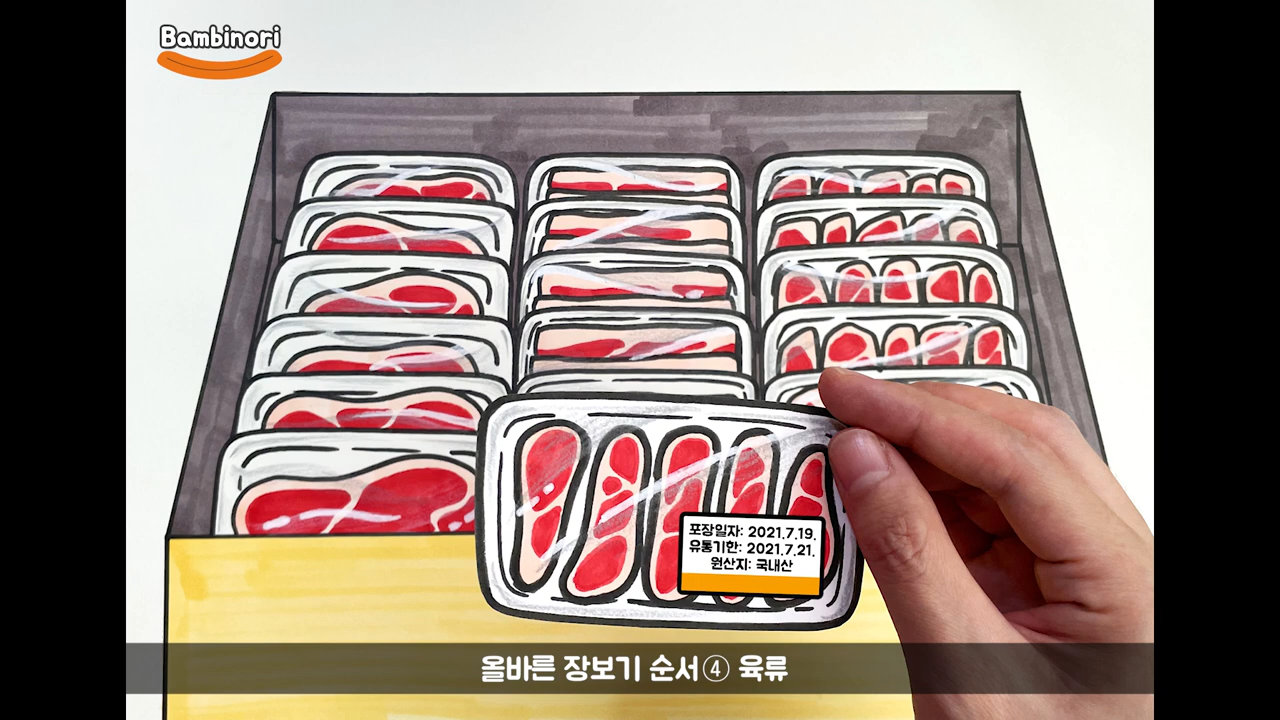 Bambinori
포장일자: 2021.7.19.
유통기한: 2021.7.21.
원산지: 국내산
올바른 장보기 순서④ 육류